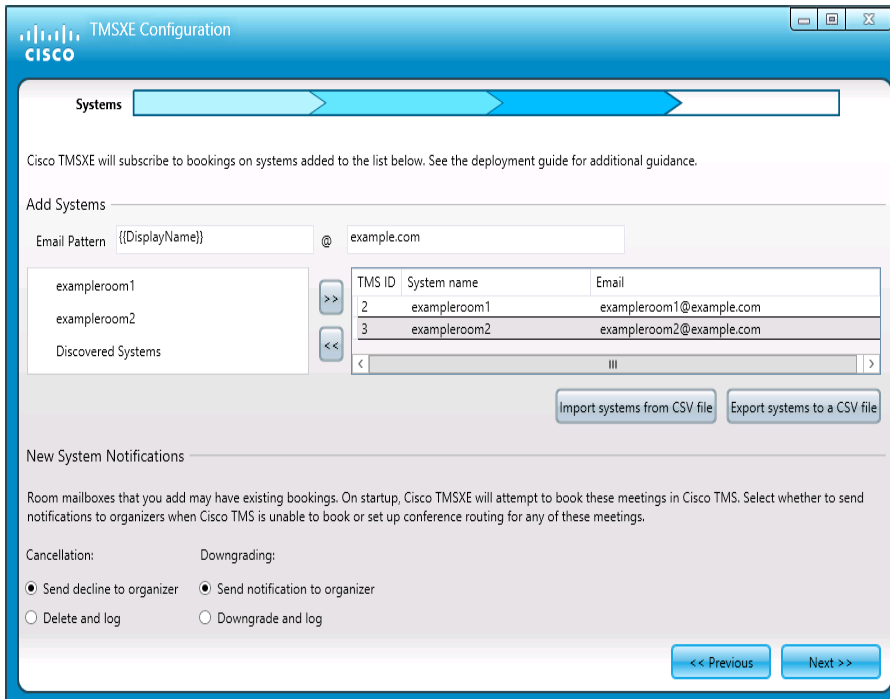 TMSXE Configuration
CISCO
Systems
Cisco TMSXE will subscribe to bookings on systems added to the list below. See the deployment guide for additional guidance.
Add Systems
Email Pattern {{DisplayName}} @ example.com
exampleroom1
exampleroom2
Discovered Systems
>>
<<
TMS ID System name Email
2 exampleroom1 exampleroom1@example.com
3 exampleroom2 exampleroom2@example.com
Import systems from CSV file Export systems to a CSV file
New System Notifications
Room mailboxes that you add may have existing bookings. On startup, Cisco TMSXE will attempt to book these meetings in Cisco TMS. Select whether to send
notifications to organizers when Cisco TMS is unable to book or set up conference routing for any of these meetings.
Cancellation: Downgrading:
Send decline to organizer Send notification to organizer
Delete and log Downgrade and log
<< Previous Next >>